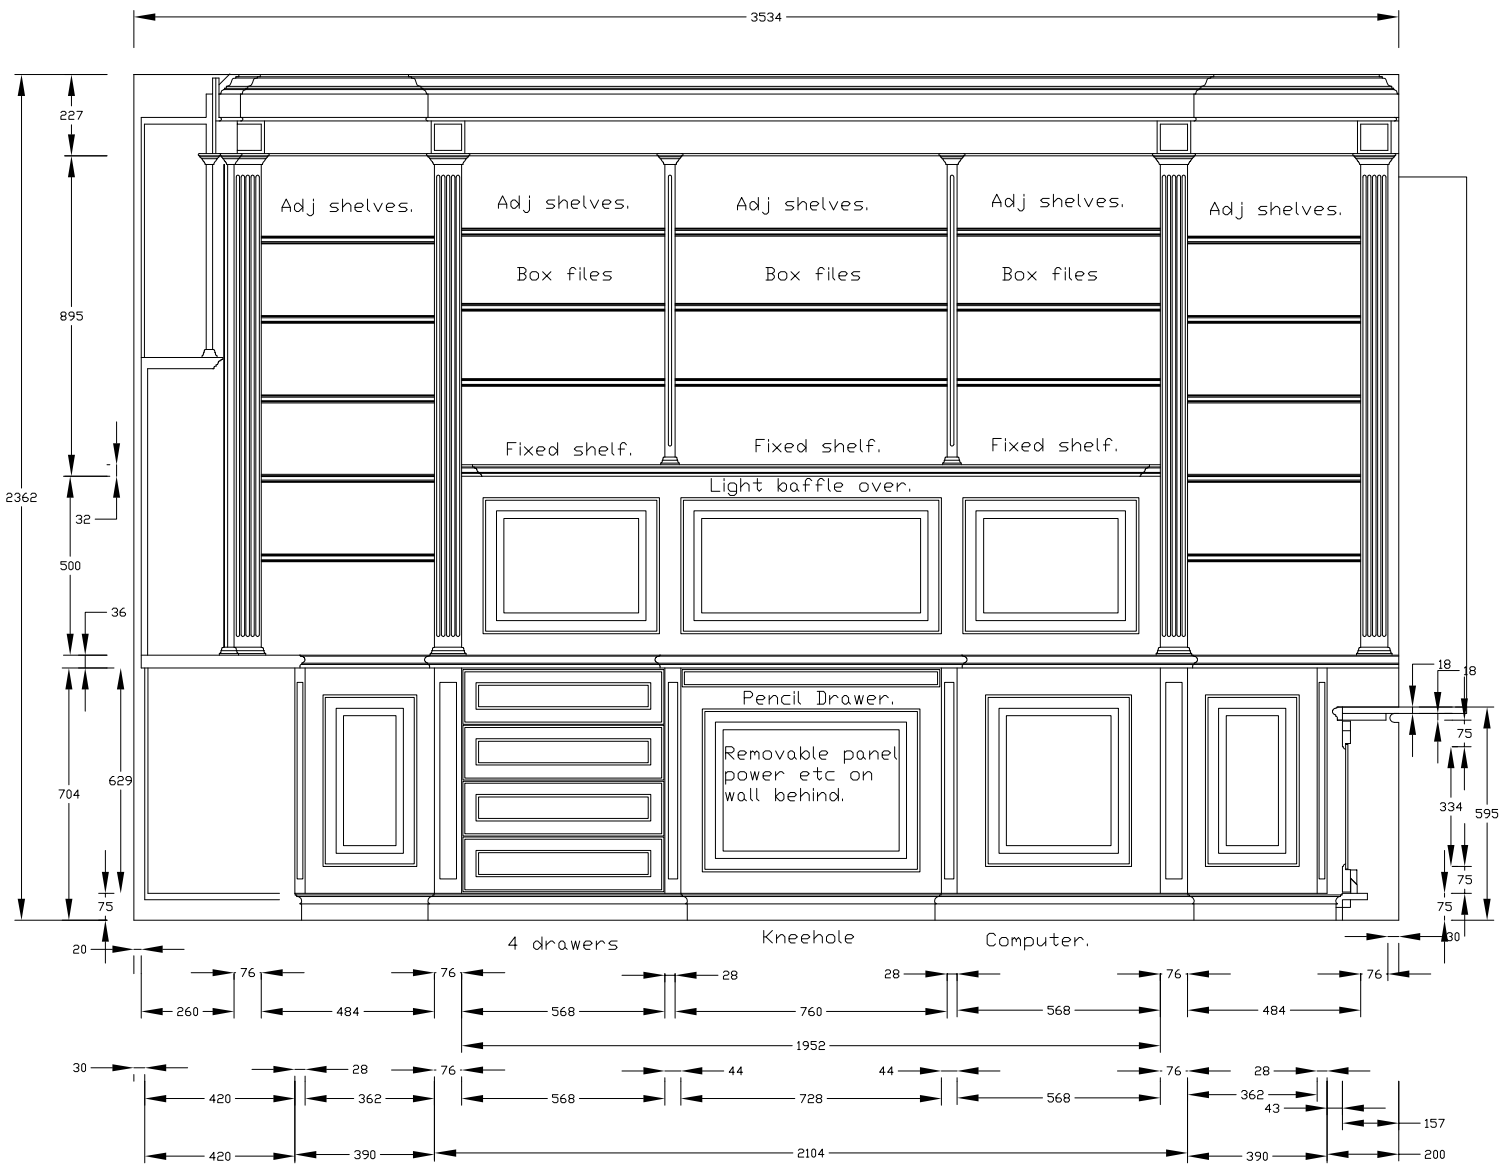 3534
227
Adj shelves.
Adj shelves.
Adj shelves.
Adj shelves.
Adj shelves.
Box files
Box files
Box files
895
Fixed shelf.
Fixed shelf.
Fixed shelf.
Light baffle over.
2362
32
500
36
18
18
Pencil Drawer.
75
Removable panel
power etc on
wall behind.
629
704
334
595
75
75
75
4 drawers
Kneehole
Computer.
30
20
76
76
28
28
76
76
260
484
568
760
568
484
1952
30
28
76
44
44
76
28
420
362
568
728
568
362
43
157
420
390
2104
390
200